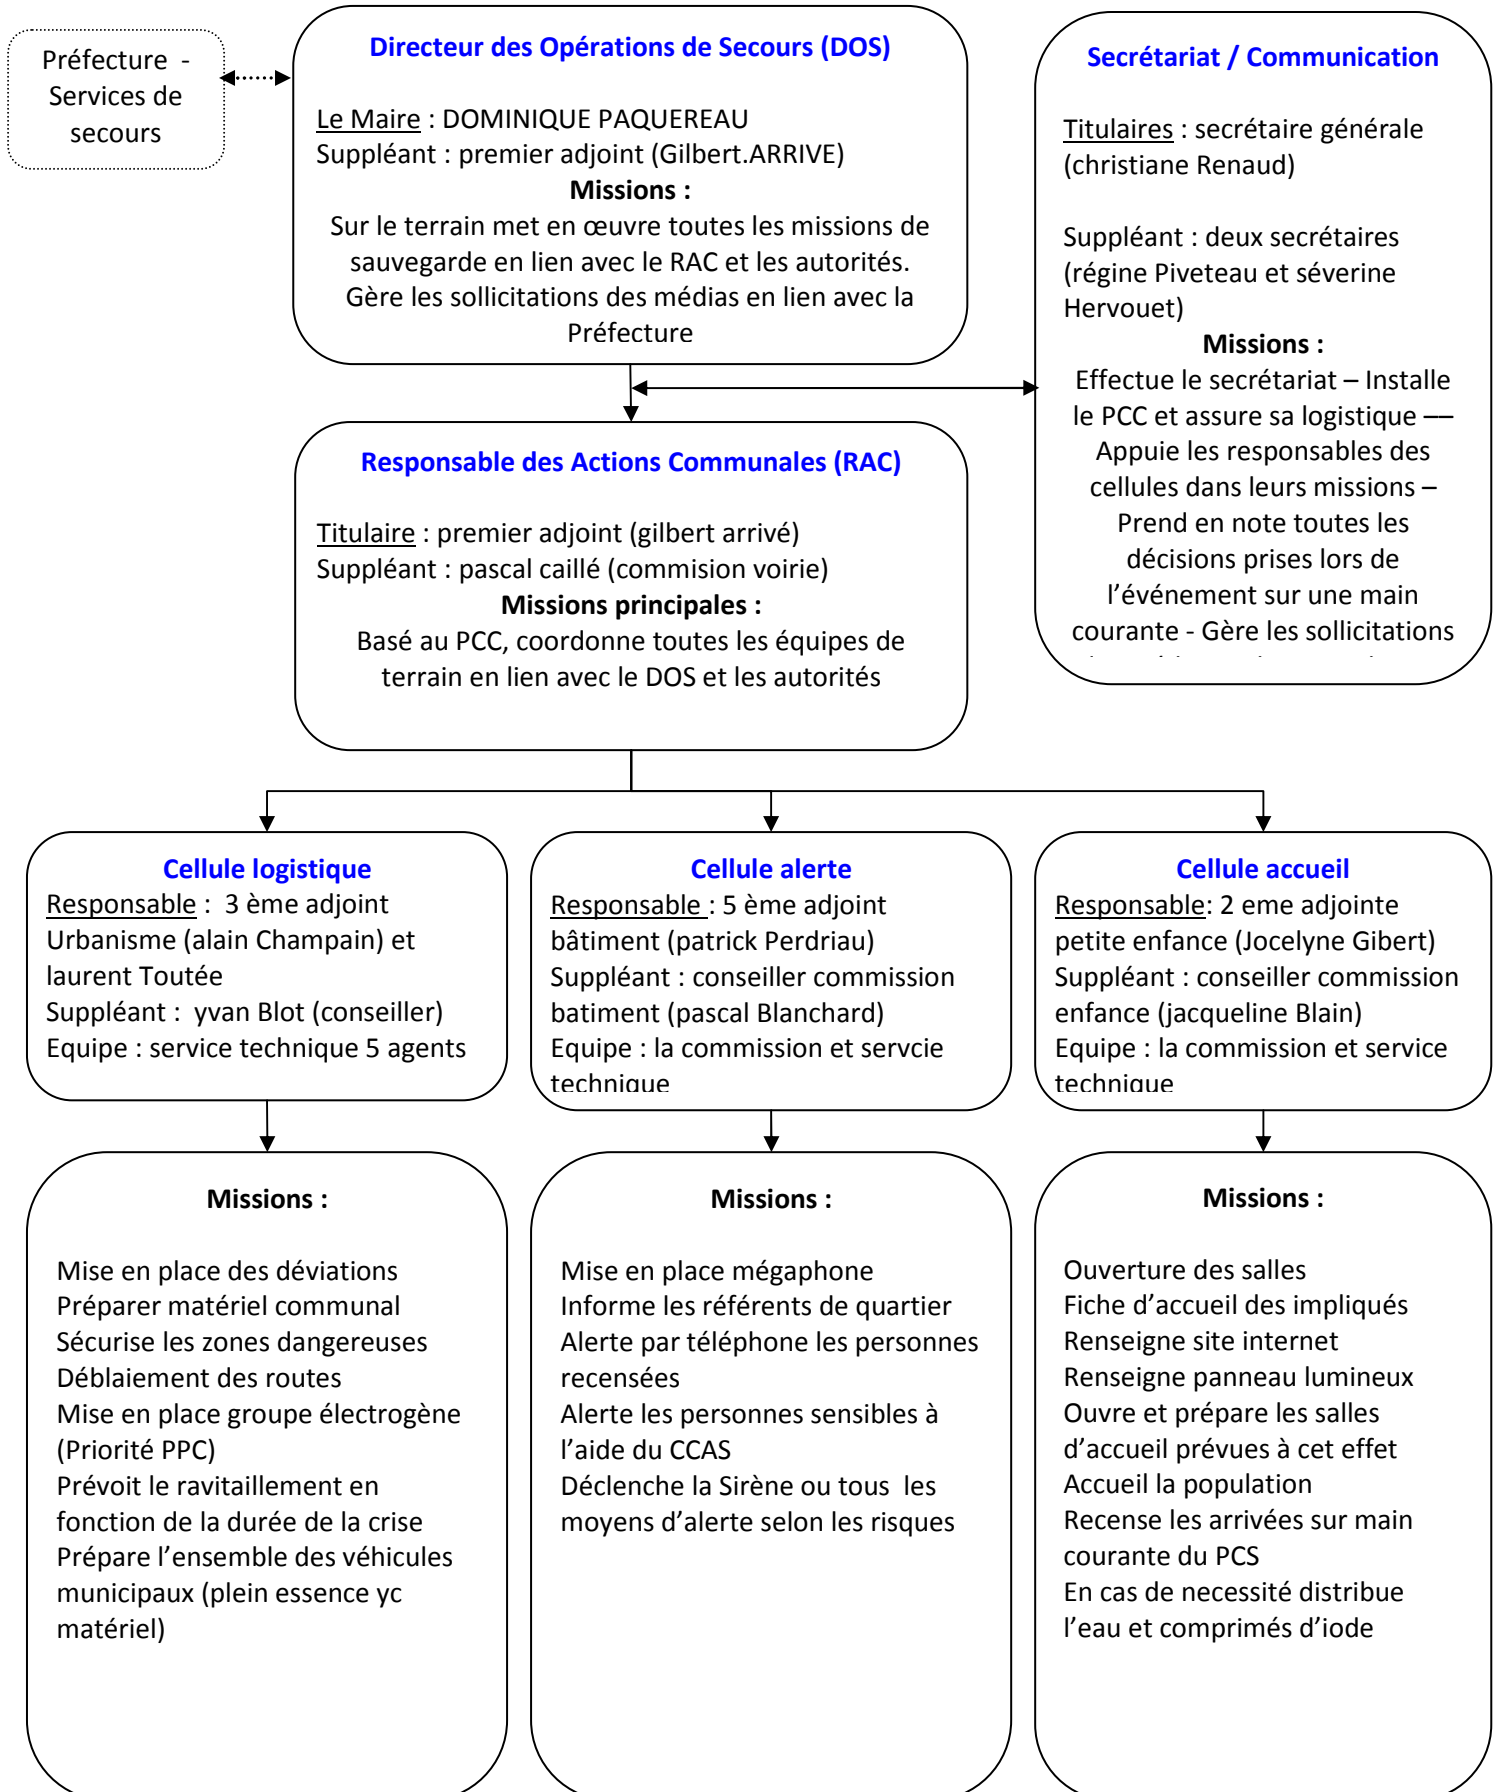 Préfecture -
Services de
secours
Directeur des Opérations de Secours (DOS)
Le Maire : DOMINIQUE PAQUEREAU
Suppléant : premier adjoint (Gilbert.ARRIVE)
Missions :
Sur le terrain met en œuvre toutes les missions de
sauvegarde en lien avec le RAC et les autorités.
Gère les sollicitations des médias en lien avec la
Préfecture
Secrétariat / Communication
Titulaires : secrétaire générale
(christiane Renaud)
Suppléant : deux secrétaires
(régine Piveteau et séverine
Hervouet)
Missions :
Effectue le secrétariat – Installe
le PCC et assure sa logistique –––
Appuie les responsables des
cellules dans leurs missions –
Prend en note toutes les
décisions prises lors de
l’événement sur une main
courante - Gère les sollicitations
Responsable des Actions Communales (RAC)
Titulaire : premier adjoint (gilbert arrivé)
Suppléant : pascal caillé (commision voirie)
Missions principales :
Basé au PCC, coordonne toutes les équipes de
terrain en lien avec le DOS et les autorités
Cellule logistique
Responsable :  3 ème adjoint
Urbanisme (alain Champain) et
laurent Toutée
Suppléant :  yvan Blot (conseiller)
Equipe : service technique 5 agents
Cellule alerte
Responsable : 5 ème adjoint
bâtiment (patrick Perdriau)
Suppléant : conseiller commission
batiment (pascal Blanchard)
Equipe : la commission et servcie
technique
Cellule accueil
Responsable: 2 eme adjointe
petite enfance (Jocelyne Gibert)
Suppléant : conseiller commission
enfance (jacqueline Blain)
Equipe : la commission et service
technique
Missions :
Mise en place des déviations
Préparer matériel communal
Sécurise les zones dangereuses
Déblaiement des routes
Mise en place groupe électrogène
(Priorité PPC)
Prévoit le ravitaillement en
fonction de la durée de la crise
Prépare l’ensemble des véhicules
municipaux (plein essence yc
matériel)
Missions :
Mise en place mégaphone
Informe les référents de quartier
Alerte par téléphone les personnes
recensées
Alerte les personnes sensibles à
l’aide du CCAS
Déclenche la Sirène ou tous  les
moyens d’alerte selon les risques
Missions :
Ouverture des salles
Fiche d’accueil des impliqués
Renseigne site internet
Renseigne panneau lumineux
Ouvre et prépare les salles
d’accueil prévues à cet effet
Accueil la population
Recense les arrivées sur main
courante du PCS
En cas de necessité distribue
l’eau et comprimés d’iode